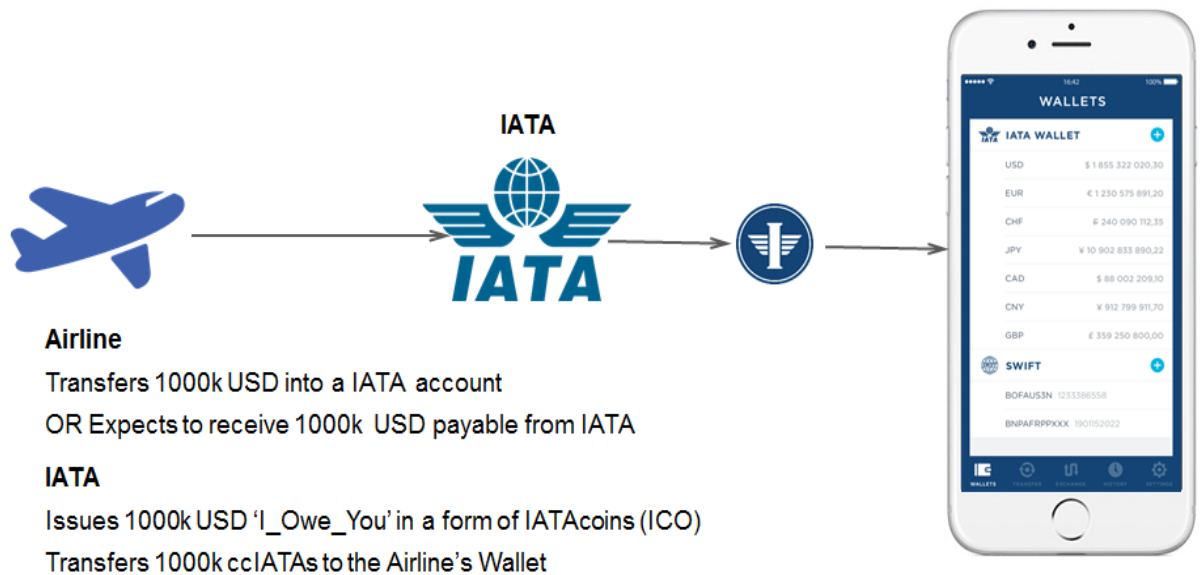 IATA
IATA
Airline
Transfers 1000k USD into a IATA account
OR Expects to receive 1000k USD payable from IATA
IATA
Issues 1000k USD ‘I_Owe_You’ in a form of IATAcoins (ICO)
Transfers 1000k ccIATAs to the Airline’s Wallet
16:42 100%
WALLETS
IATA IATA WALLET
USD $ 1 855 322 020,30
EUR € 1 230 575 891,20
CHF ₣ 240 090 112,35
JPY ¥ 10 902 833 890,22
CAD $ 88 002 209,10
CNY ¥ 912 799 911,70
GBP £ 359 250 800,00
SWIFT
BOFAUS3N 1233386558
BNPAFRPPXXX 1901152022
WALLETS TRANSFER EXCHANGE HISTORY SETTINGS